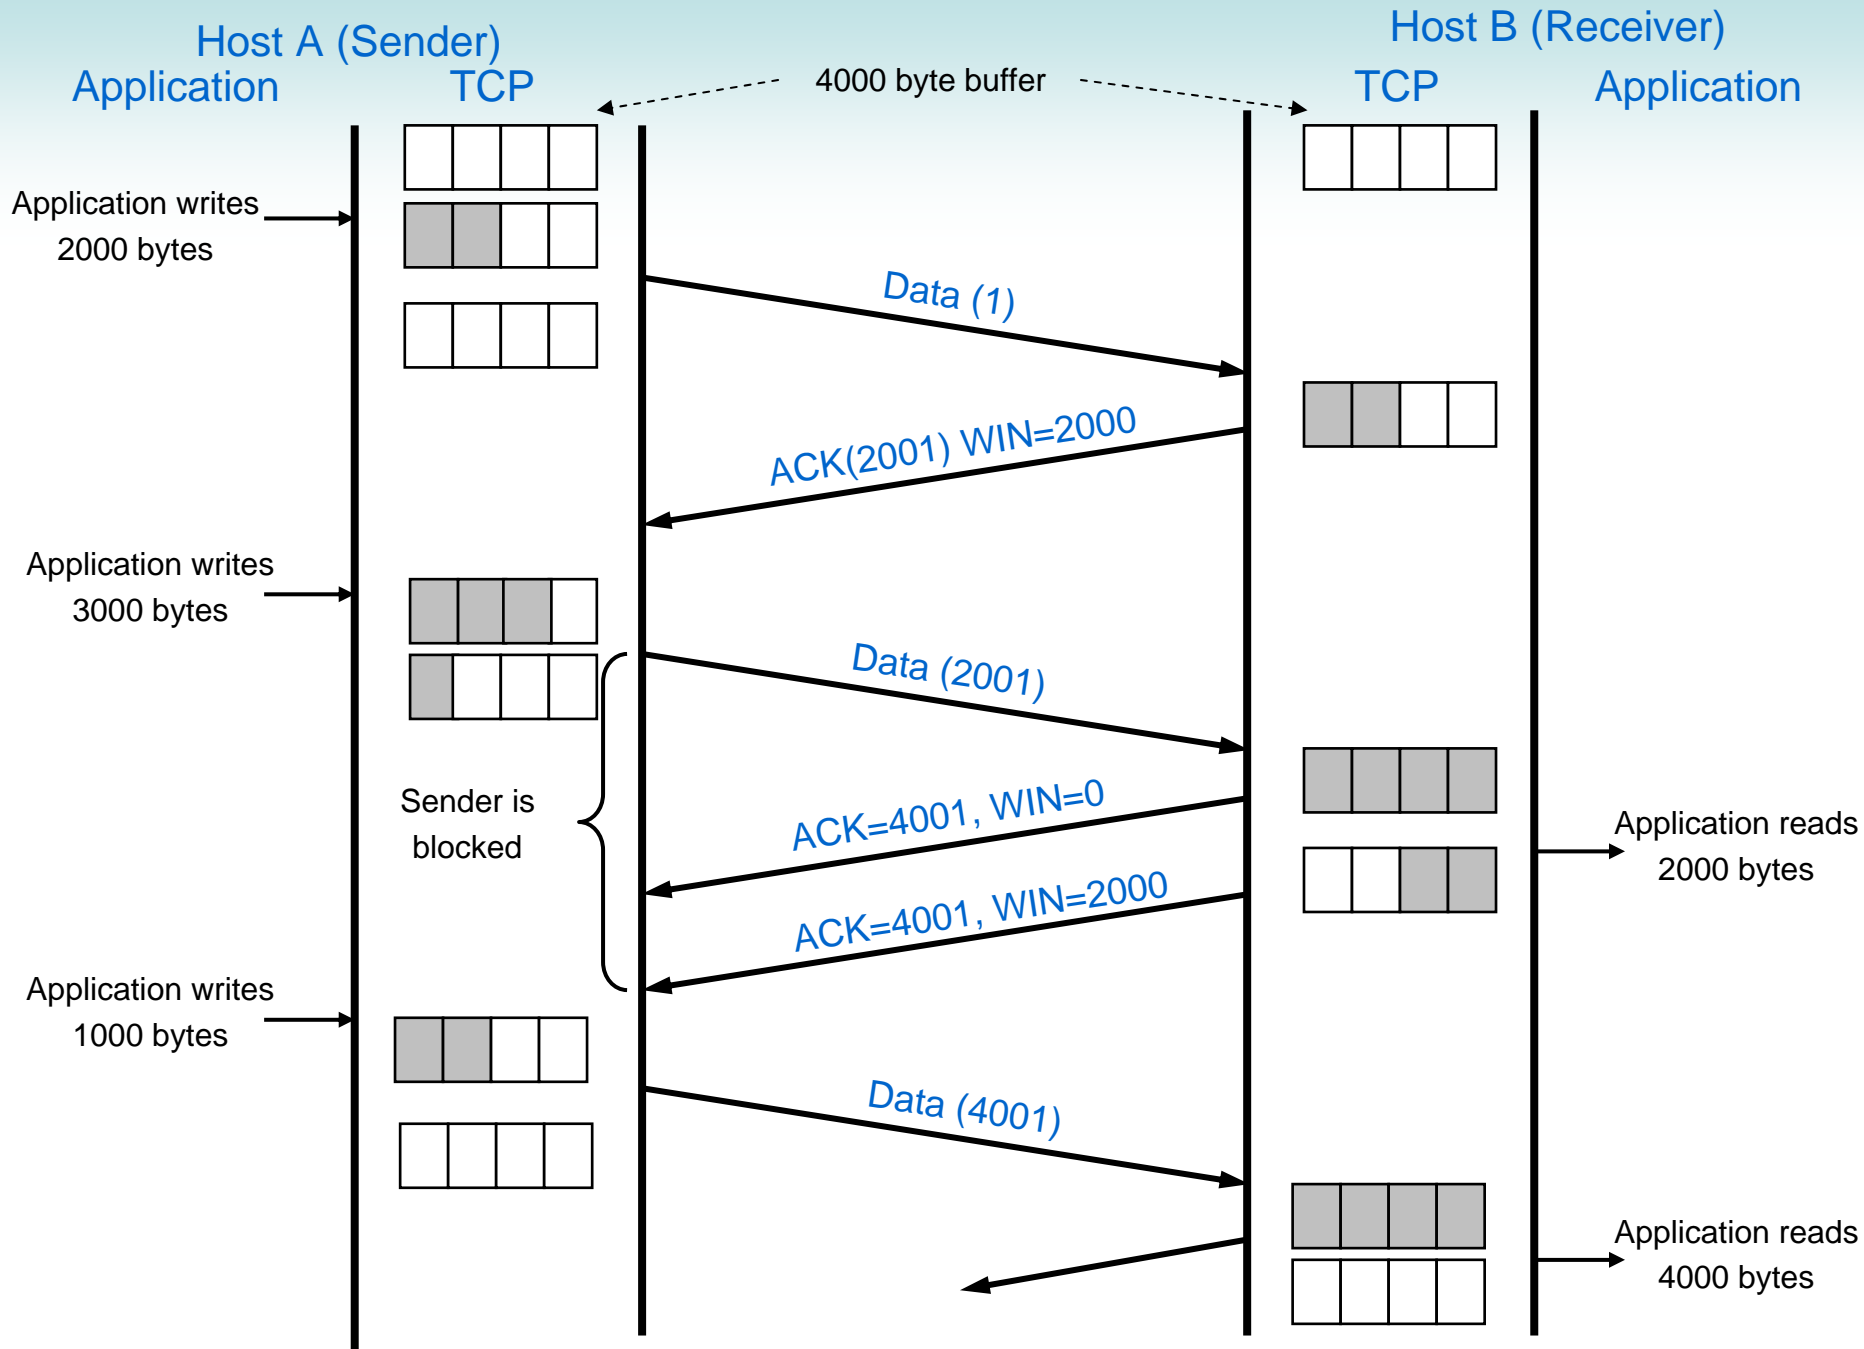 Host A (Sender)
Host B (Receiver)
Application
TCP
4000 byte buffer
TCP
Application
Application writes
2000 bytes
Data (1)
ACK(2001) WIN=2000
Application writes
3000 bytes
Data (2001)
Sender is
blocked
ACK=4001, WIN=0
Application reads
2000 bytes
ACK=4001, WIN=2000
Application writes
1000 bytes
Data (4001)
Application reads
4000 bytes